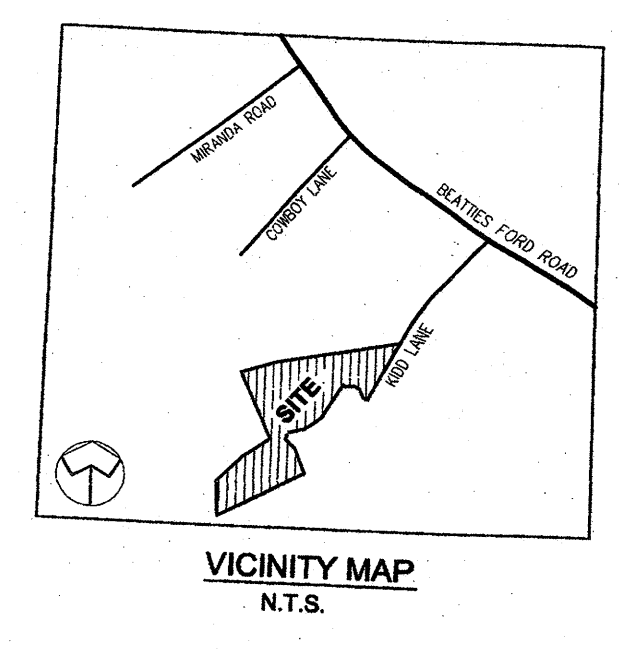 MIRANDA ROAD
COWBOY LANE
BEATTIES FORD ROAD
KIDD LANE
SITE
VICINITY MAP
N.T.S.